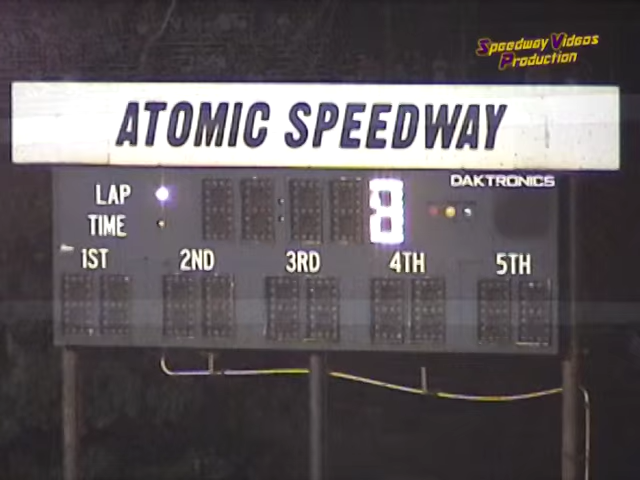 Speedway Videos
Production
ATOMIC SPEEDWAY
DAKTRONICS
LAP 8
TIME
1ST 2ND 3RD 4TH 5TH